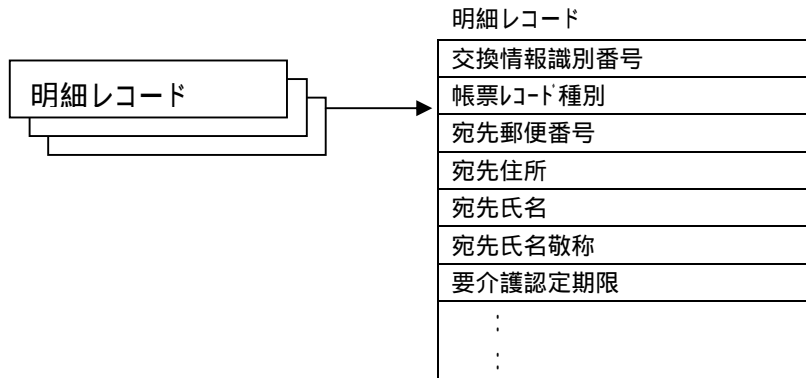 明細レコード
明細レコード
交換情報識別番号
帳票ﾚｺｰﾄﾞ種別
宛先郵便番号
宛先住所
宛先氏名
宛先氏名敬称
要介護認定期限
:
: